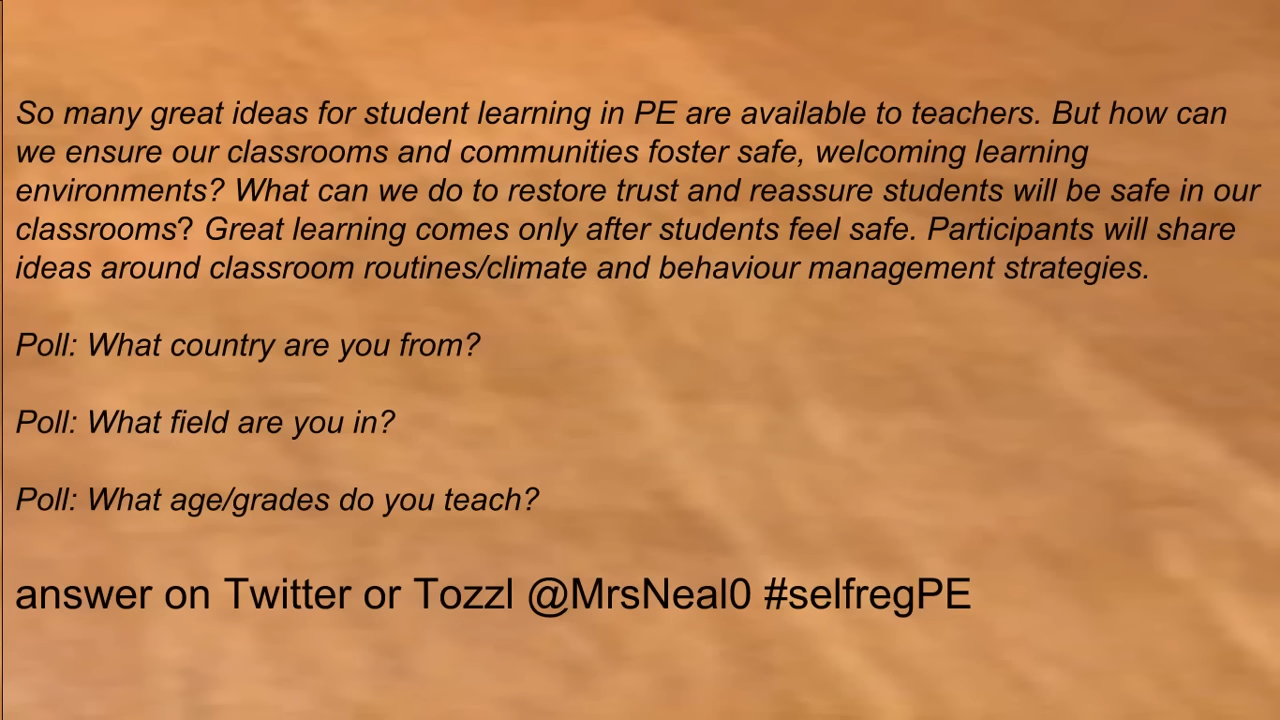 So many great ideas for student learning in PE are available to teachers. But how can
we ensure our classrooms and communities foster safe, welcoming learning
environments? What can we do to restore trust and reassure students will be safe in our
classrooms? Great learning comes only after students feel safe. Participants will share
ideas around classroom routines/climate and behaviour management strategies.
Poll: What country are you from?
Poll: What field are you in?
Poll: What age/grades do you teach?
answer on Twitter or Tozzl @MrsNeal0 #selfregPE